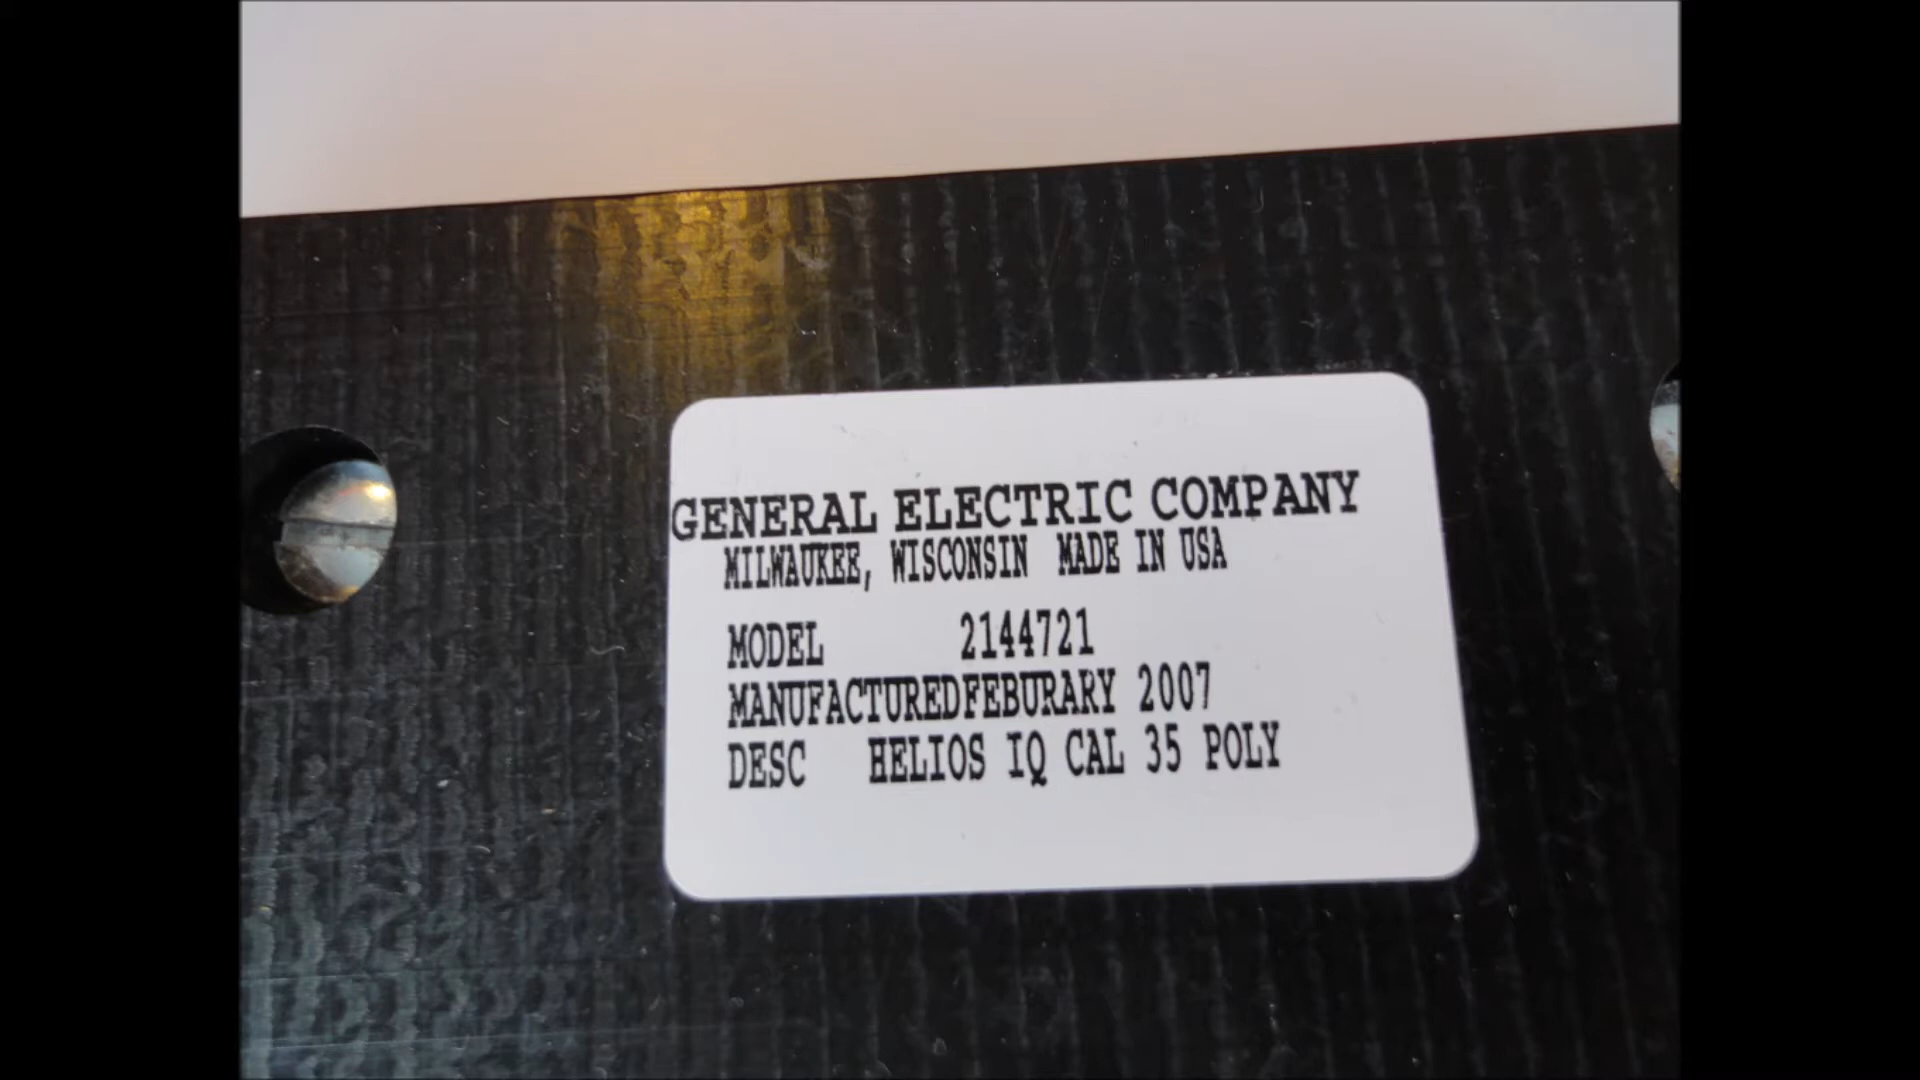 GENERAL ELECTRIC COMPANY
MILWAUKEE, WISCONSIN MADE IN USA
MODEL 2144721
MANUFACTUREDFEBURARY 2007
DESC HELIOS IQ CAL 35 POLY